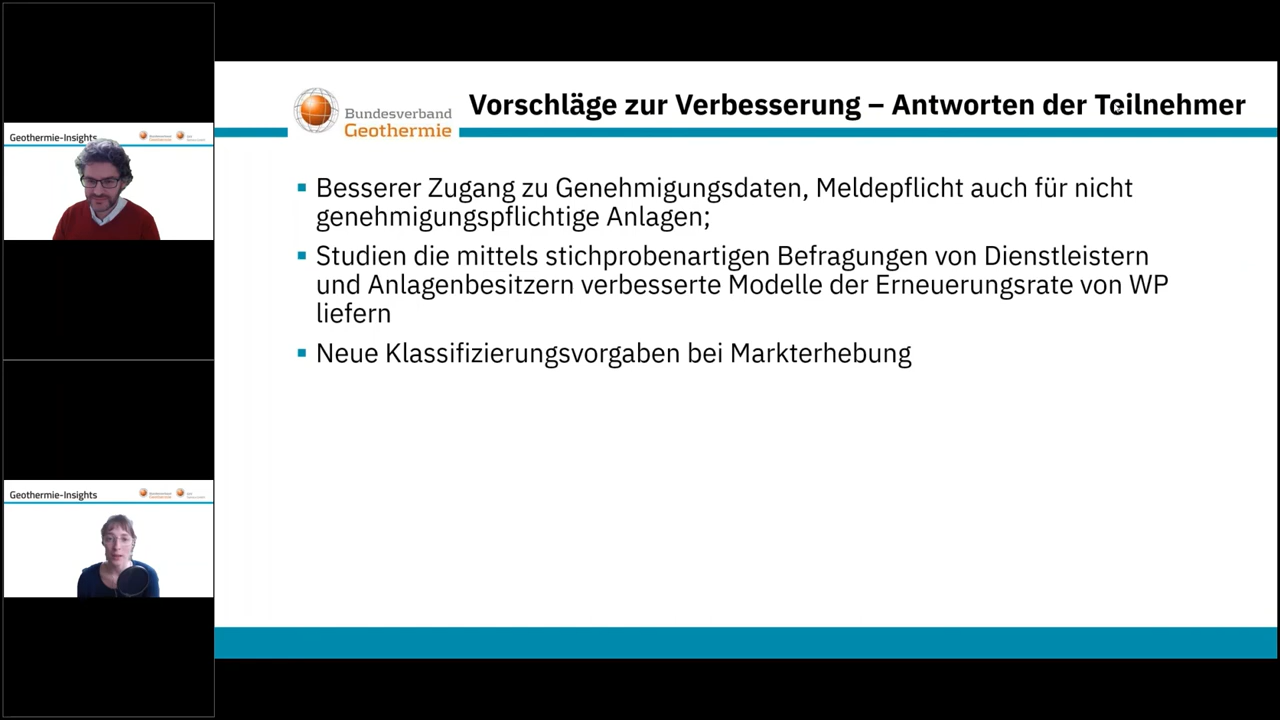 Geothermie-Insights
Geothermie-Insights
Bundesverband
Geothermie
Vorschläge zur Verbesserung – Antworten der Teilnehmer
▪ Besserer Zugang zu Genehmigungsdaten, Meldepflicht auch für nicht
genehmigungspflichtige Anlagen;
▪ Studien die mittels stichprobenartigen Befragungen von Dienstleistern
und Anlagenbesitzern verbesserte Modelle der Erneuerungsrate von WP
liefern
▪ Neue Klassifizierungsvorgaben bei Markterhebung